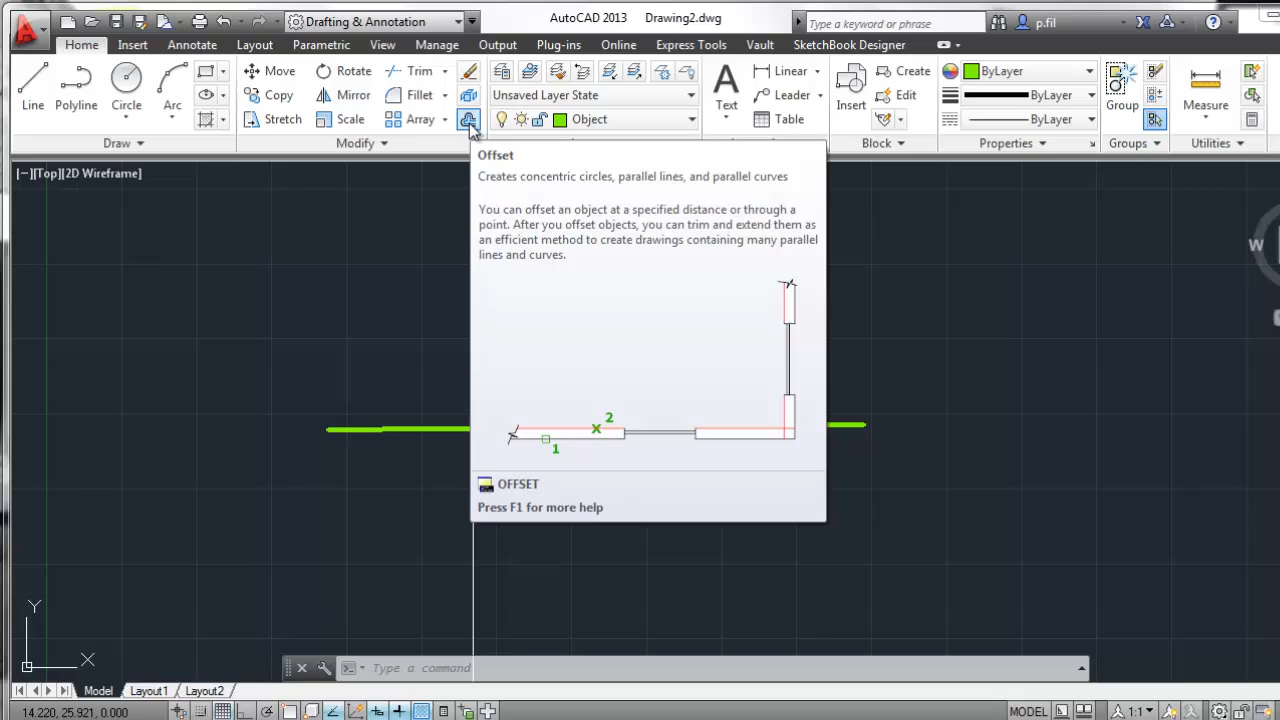 Drafting & Annotation
AutoCAD 2013 Drawing2.dwg
Type a keyword or phrase
p.fil
Home Insert Annotate Layout Parametric View Manage Output Plug-ins Online Express Tools Vault SketchBook Designer
Line Polyline Circle Arc
Move Rotate Trim
Copy Mirror Fillet
Stretch Scale Array
Unsaved Layer State
Object
Text
Linear
Leader
Table
Insert
Create
Edit
ByLayer
ByLayer
ByLayer
Group
Measure
Draw Modify Block Properties Groups Utilities
[−][Top][2D Wireframe]
Offset
Creates concentric circles, parallel lines, and parallel curves
You can offset an object at a specified distance or through a
point. After you offset objects, you can trim and extend them as
an efficient method to create drawings containing many parallel
lines and curves.
2
1
OFFSET
Press F1 for more help
W
Y
X
Type a command
Model Layout1 Layout2
14.220, 25.921, 0.000
MODEL
1:1